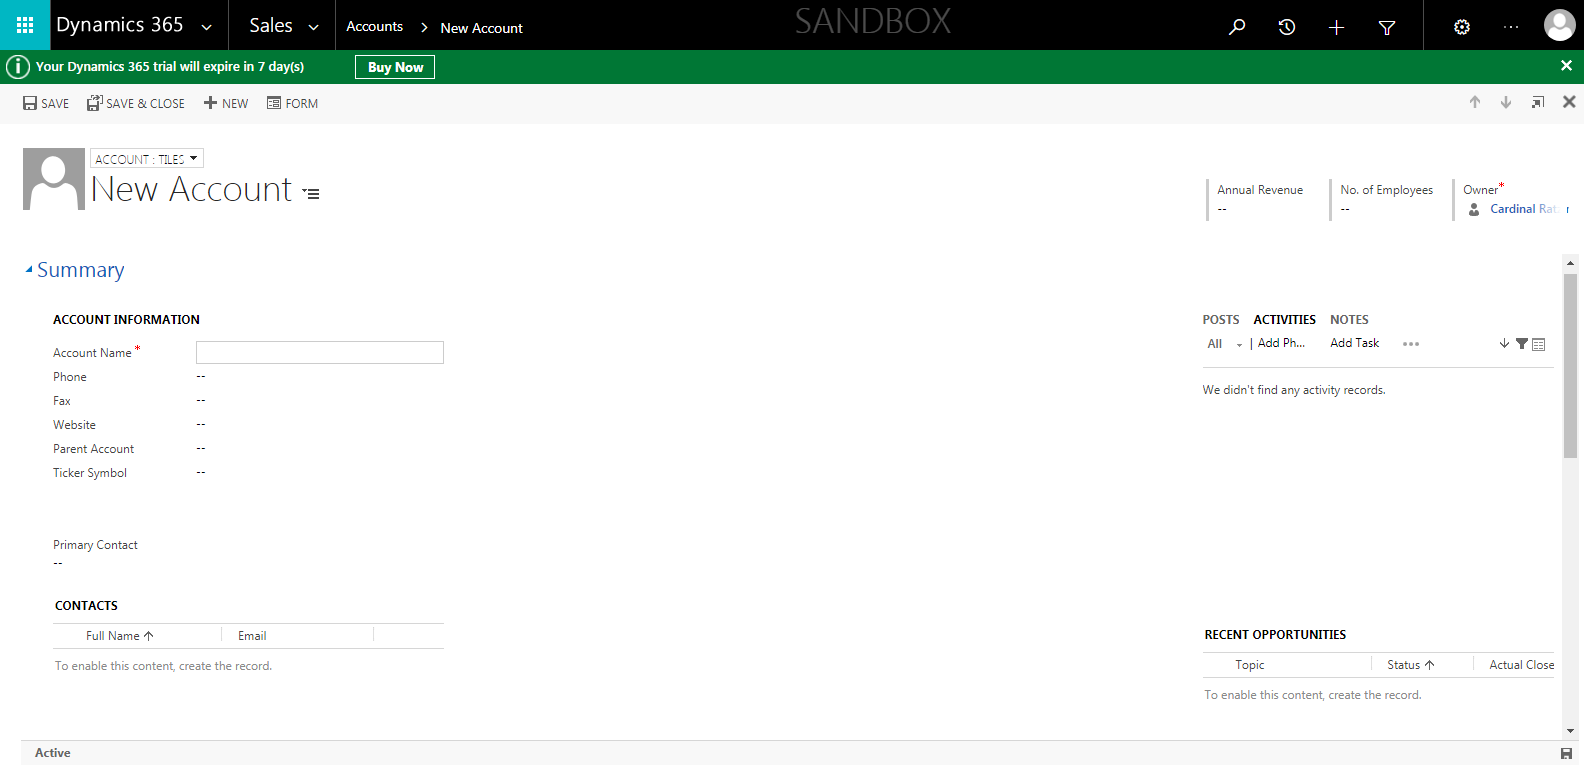 Dynamics 365 Sales Accounts > New Account SANDBOX
Your Dynamics 365 trial will expire in 7 day(s) Buy Now
SAVE SAVE & CLOSE NEW FORM
ACCOUNT : TILES
New Account
Annual Revenue
--
No. of Employees
--
Owner*
Cardinal
Summary
ACCOUNT INFORMATION
Account Name *
Phone --
Fax --
Website --
Parent Account --
Ticker Symbol --
Primary Contact
--
CONTACTS
Full Name Email
To enable this content, create the record.
POSTS ACTIVITIES NOTES
All | Add Ph... Add Task ...
We didn't find any activity records.
RECENT OPPORTUNITIES
Topic Status Actual Close
To enable this content, create the record.
Active